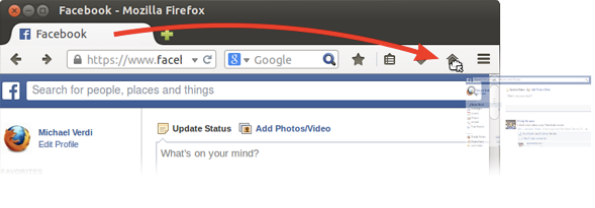 Facebook - Mozilla Firefox
Facebook
https://www.facel
Google
Search for people, places and things
Michael Verdi
Edit Profile
Update Status
Add Photos/Video
What's on your mind?
FAVORITES